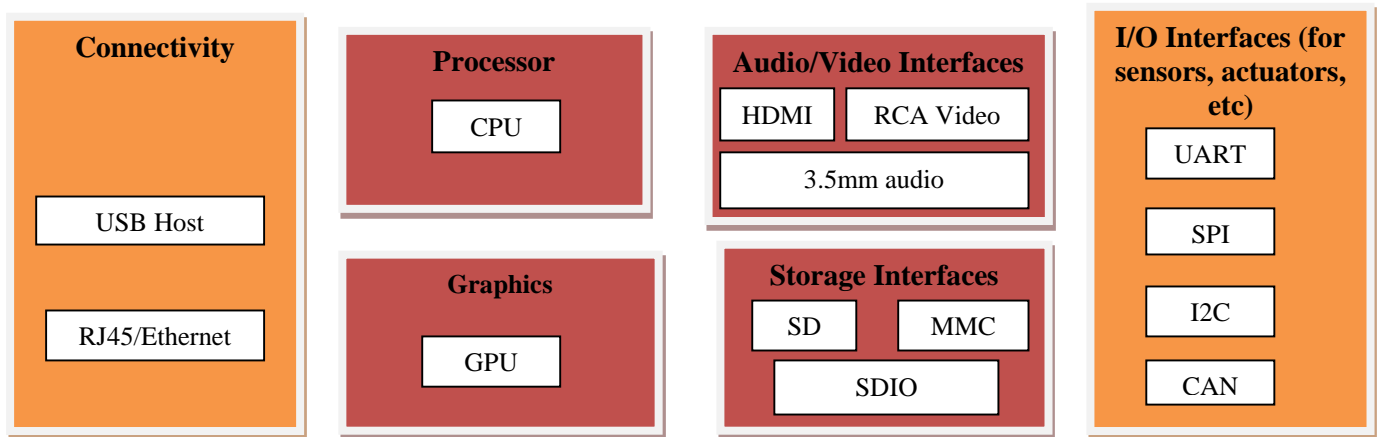 Connectivity
USB Host
RJ45/Ethernet
Processor
CPU
Graphics
GPU
Audio/Video Interfaces
HDMI
RCA Video
3.5mm audio
Storage Interfaces
SD
MMC
SDIO
I/O Interfaces (for
sensors, actuators,
etc)
UART
SPI
I2C
CAN